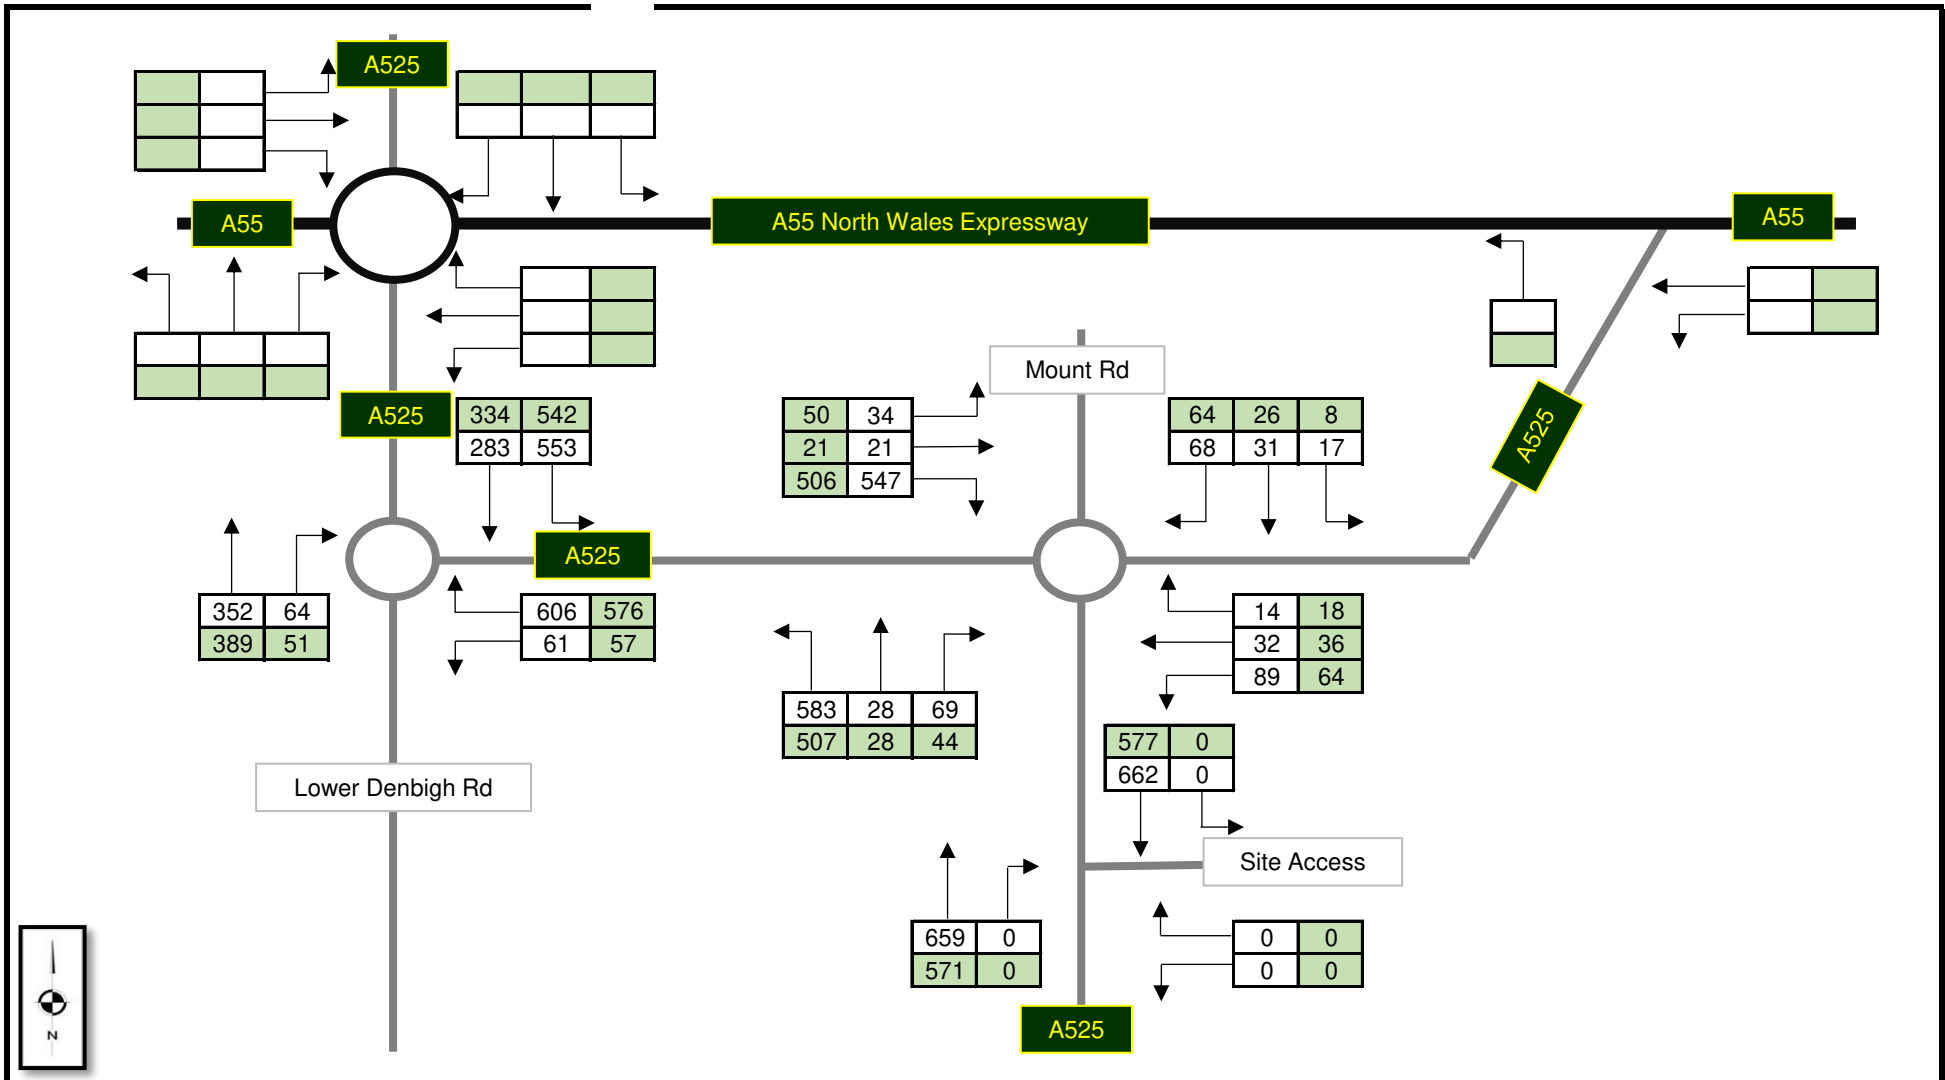 A525
A55
A55 North Wales Expressway
A55
A525
334 542
283 553
Mount Rd
50 34
21 21
506 547
64 26 8
68 31 17
A525
A525
352 64
389 51
606 576
61 57
14 18
32 36
89 64
583 28 69
507 28 44
577 0
662 0
Lower Denbigh Rd
Site Access
659 0
571 0
0 0
0 0
A525
N